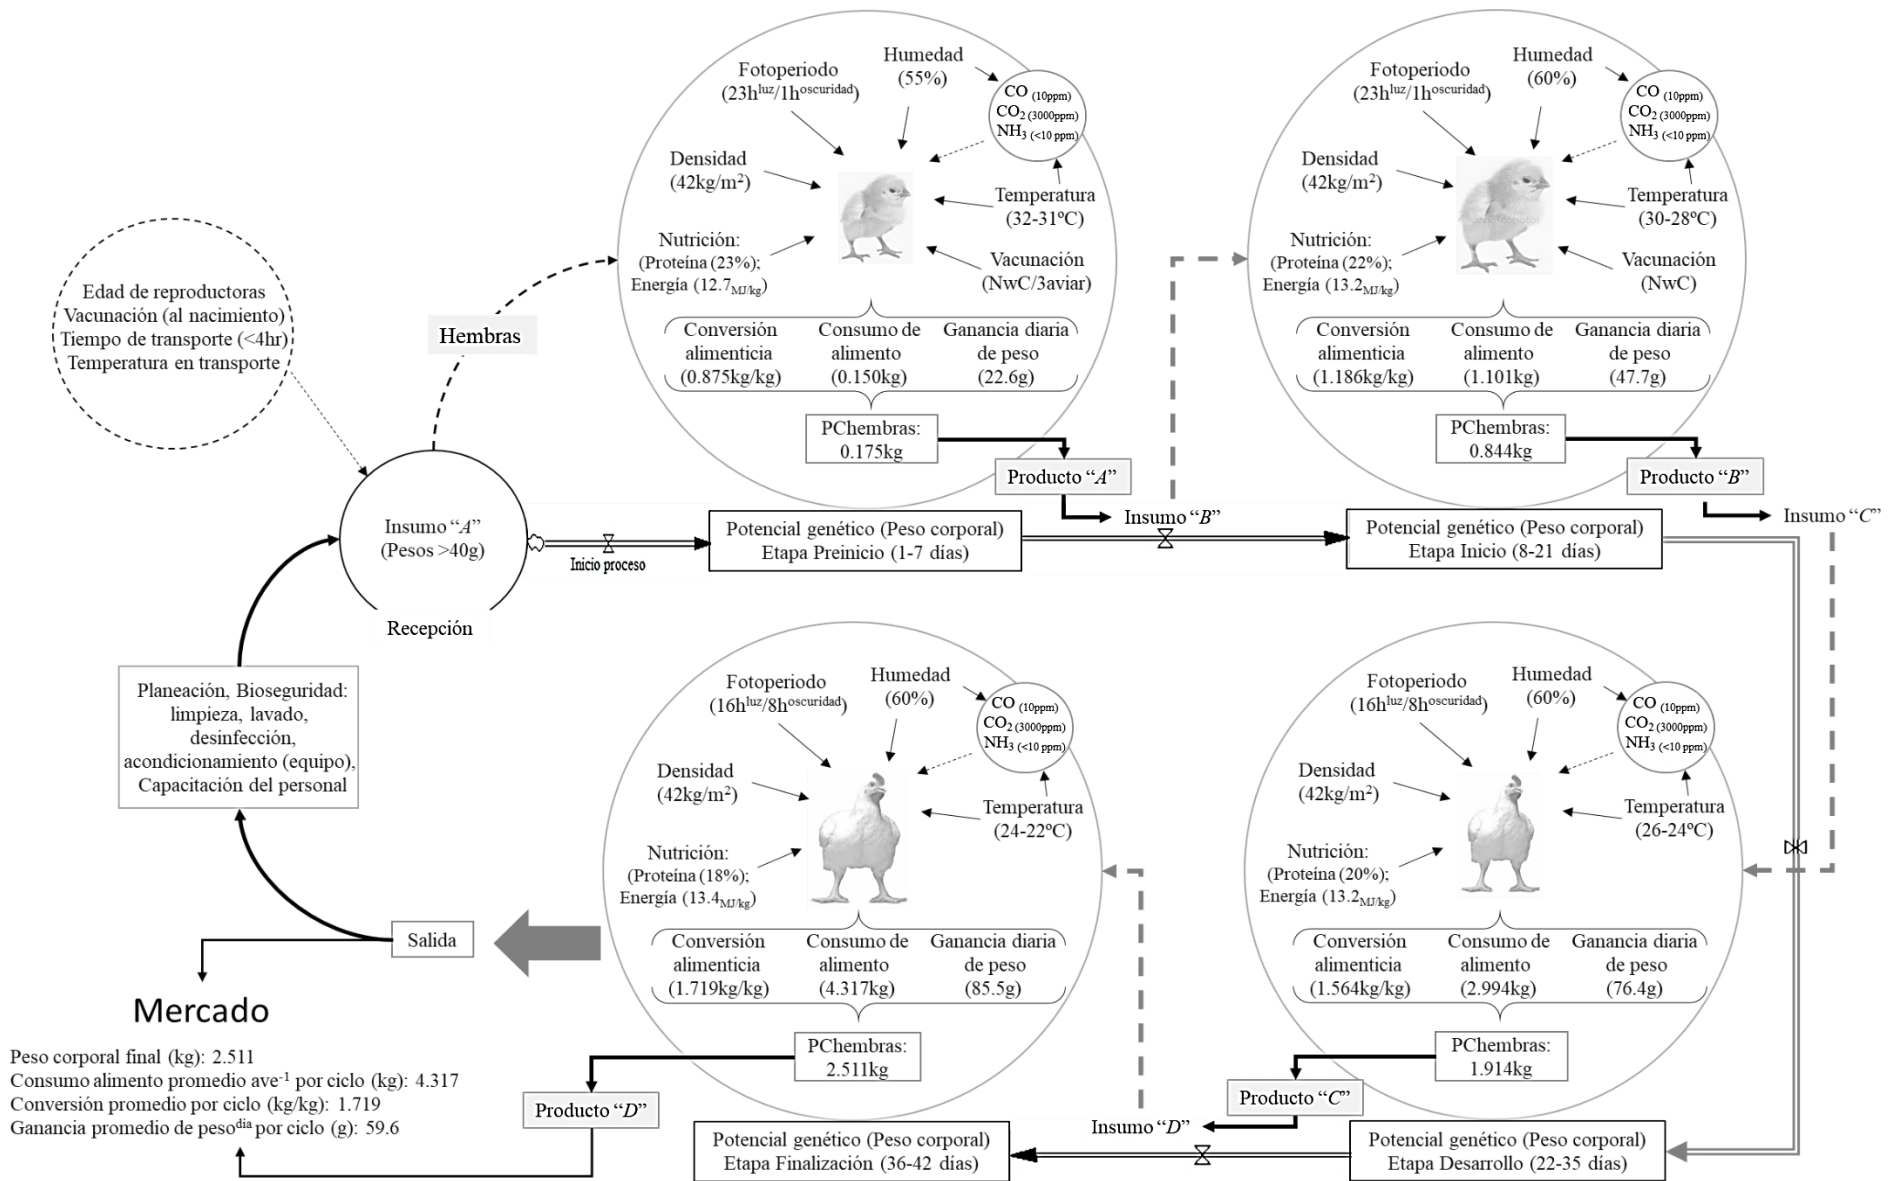 Edad de reproductoras
Vacunación (al nacimiento)
Tiempo de transporte (<4hr)
Temperatura en transporte
Hembras
Insumo “A”
(Pesos >40g)
Recepción
Inicio proceso
Fotoperiodo
(23hluz/1hoscuridad)
Humedad
(55%)
CO (10ppm)
CO2 (3000ppm)
NH3 (<10 ppm)
Densidad
(42kg/m2)
Temperatura
(32-31ºC)
Nutrición:
(Proteína (23%);
Energía (12.7MJ/kg)
Vacunación
(NwC/3aviar)
Conversión
alimenticia
(0.875kg/kg)
Consumo de
alimento
(0.150kg)
Ganancia diaria
de peso
(22.6g)
PChembras:
0.175kg
Producto “A”
Insumo “B”
Potencial genético (Peso corporal)
Etapa Preinicio (1-7 días)
Fotoperiodo
(23hluz/1hoscuridad)
Humedad
(60%)
CO (10ppm)
CO2 (3000ppm)
NH3 (<10 ppm)
Densidad
(42kg/m2)
Temperatura
(30-28ºC)
Nutrición:
(Proteína (22%);
Energía (13.2MJ/kg)
Vacunación
(NwC)
Conversión
alimenticia
(1.186kg/kg)
Consumo de
alimento
(1.101kg)
Ganancia diaria
de peso
(47.7g)
PChembras:
0.844kg
Producto “B”
Insumo “C”
Potencial genético (Peso corporal)
Etapa Inicio (8-21 días)
Fotoperiodo
(16hluz/8hoscuridad)
Humedad
(60%)
CO (10ppm)
CO2 (3000ppm)
NH3 (<10 ppm)
Densidad
(42kg/m2)
Temperatura
(26-24ºC)
Nutrición:
(Proteína (20%);
Energía (13.2MJ/kg)
Conversión
alimenticia
(1.564kg/kg)
Consumo de
alimento
(2.994kg)
Ganancia diaria
de peso
(76.4g)
PChembras:
1.914kg
Producto “C”
Insumo “D”
Potencial genético (Peso corporal)
Etapa Desarrollo (22-35 días)
Fotoperiodo
(16hluz/8hoscuridad)
Humedad
(60%)
CO (10ppm)
CO2 (3000ppm)
NH3 (<10 ppm)
Densidad
(42kg/m2)
Temperatura
(24-22ºC)
Nutrición:
(Proteína (18%);
Energía (13.4MJ/kg)
Conversión
alimenticia
(1.719kg/kg)
Consumo de
alimento
(4.317kg)
Ganancia diaria
de peso
(85.5g)
PChembras:
2.511kg
Producto “D”
Potencial genético (Peso corporal)
Etapa Finalización (36-42 días)
Planeación, Bioseguridad:
limpieza, lavado,
desinfección,
acondicionamiento (equipo),
Capacitación del personal
Salida
Mercado
Peso corporal final (kg): 2.511
Consumo alimento promedio ave-1 por ciclo (kg): 4.317
Conversión promedio por ciclo (kg/kg): 1.719
Ganancia promedio de pesodia por ciclo (g): 59.6